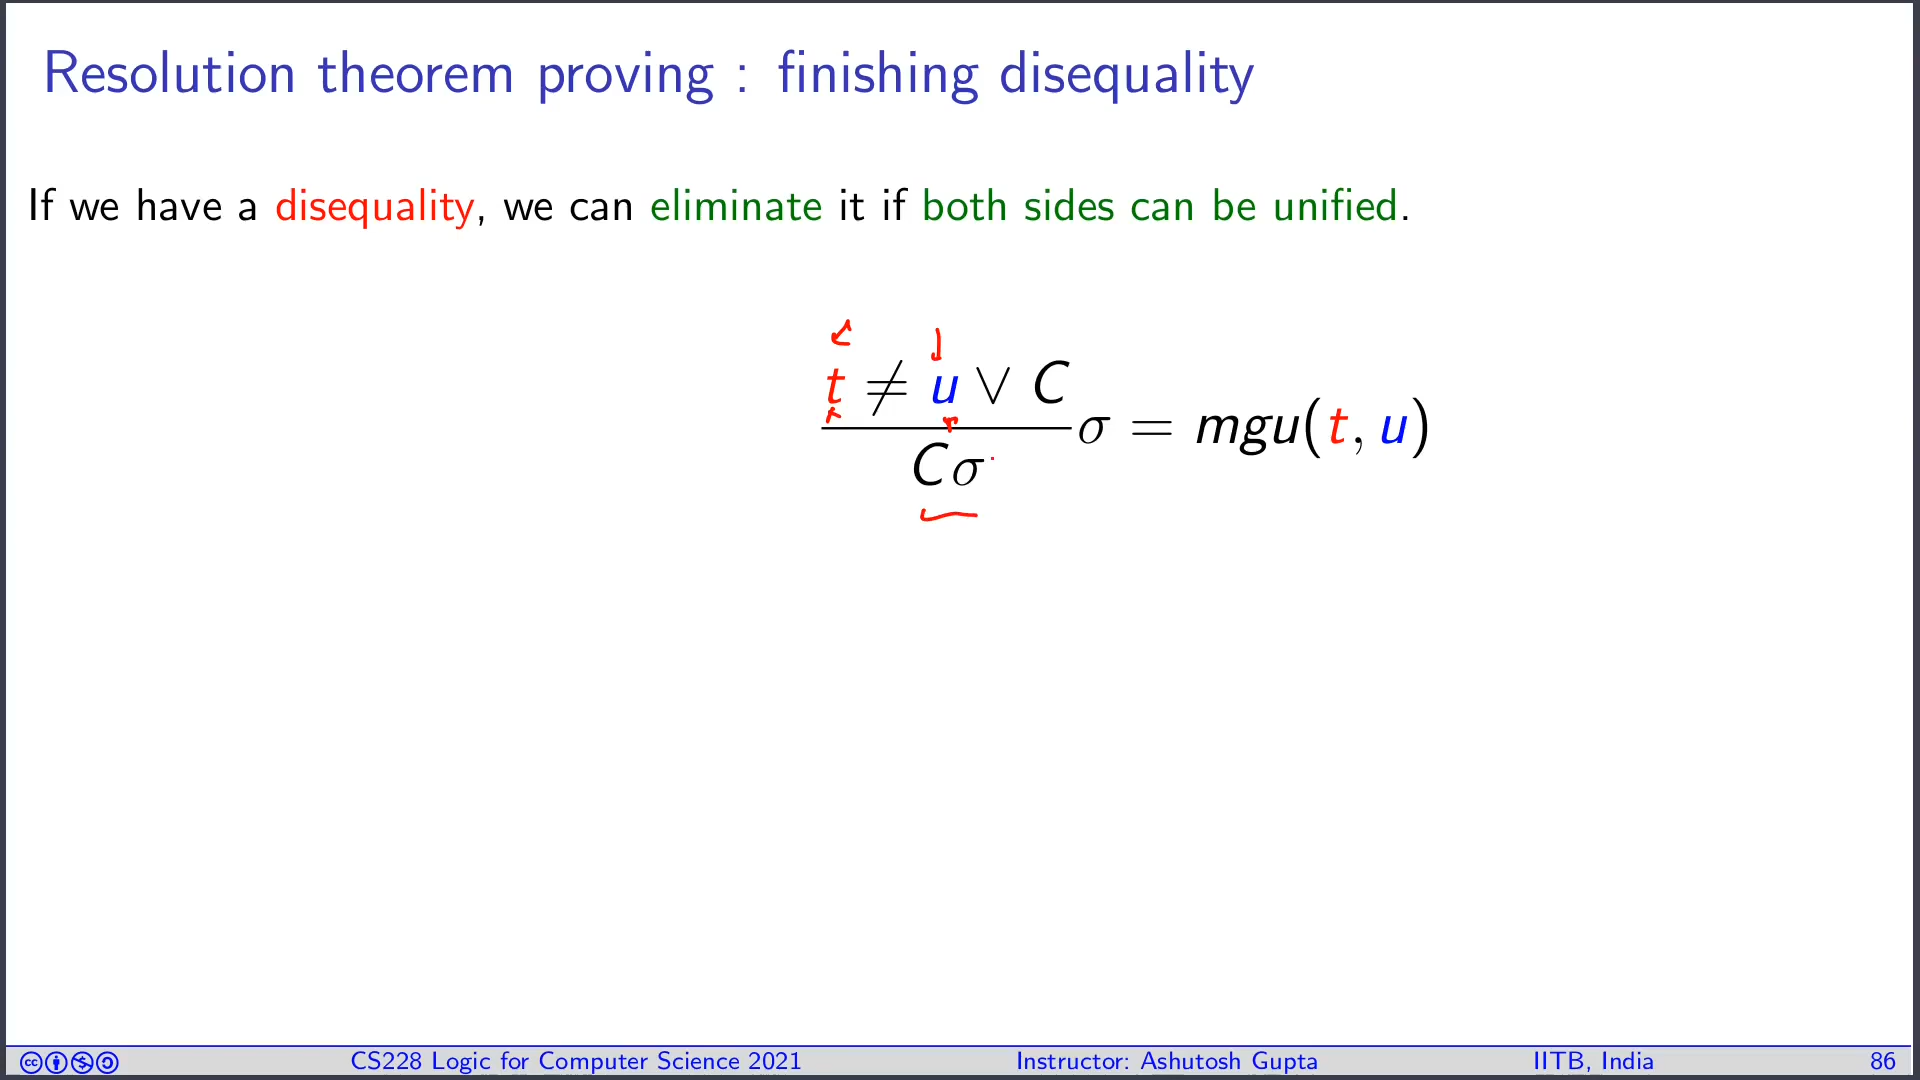 Resolution theorem proving : finishing disequality
If we have a disequality, we can eliminate it if both sides can be unified.
t ≠ u ∨ C
Cσ
σ = mgu(t, u)
CS228 Logic for Computer Science 2021 Instructor: Ashutosh Gupta IITB, India 86